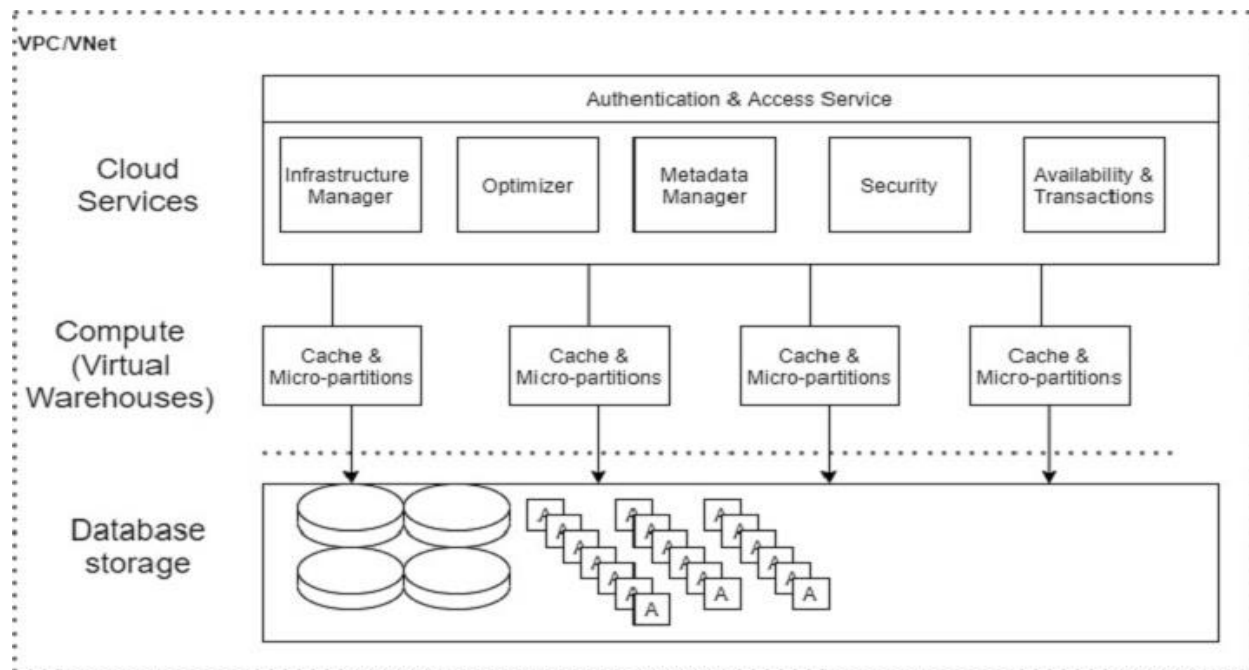 VPC/VNet
Authentication & Access Service
Cloud
Services
Infrastructure
Manager
Optimizer
Metadata
Manager
Security
Availability &
Transactions
Compute
(Virtual
Warehouses)
Cache &
Micro-partitions
Cache &
Micro-partitions
Cache &
Micro-partitions
Cache &
Micro-partitions
Database
storage
A A A
A A A
A A A
A A A
A A A
A A A
A